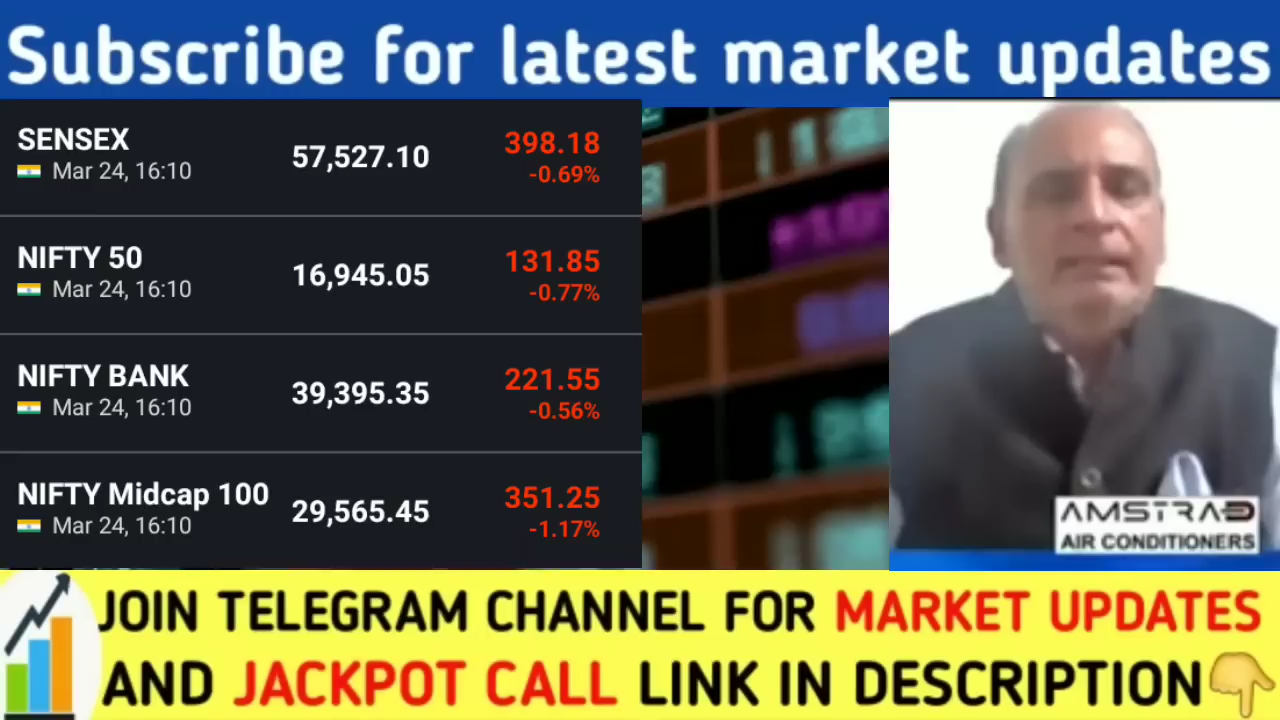 Subscribe for latest market updates
SENSEX
Mar 24, 16:10
57,527.10
398.18
-0.69%
NIFTY 50
Mar 24, 16:10
16,945.05
131.85
-0.77%
NIFTY BANK
Mar 24, 16:10
39,395.35
221.55
-0.56%
NIFTY Midcap 100
Mar 24, 16:10
29,565.45
351.25
-1.17%
AMSTRAD
AIR CONDITIONERS
JOIN TELEGRAM CHANNEL FOR MARKET UPDATES
AND JACKPOT CALL LINK IN DESCRIPTION👇